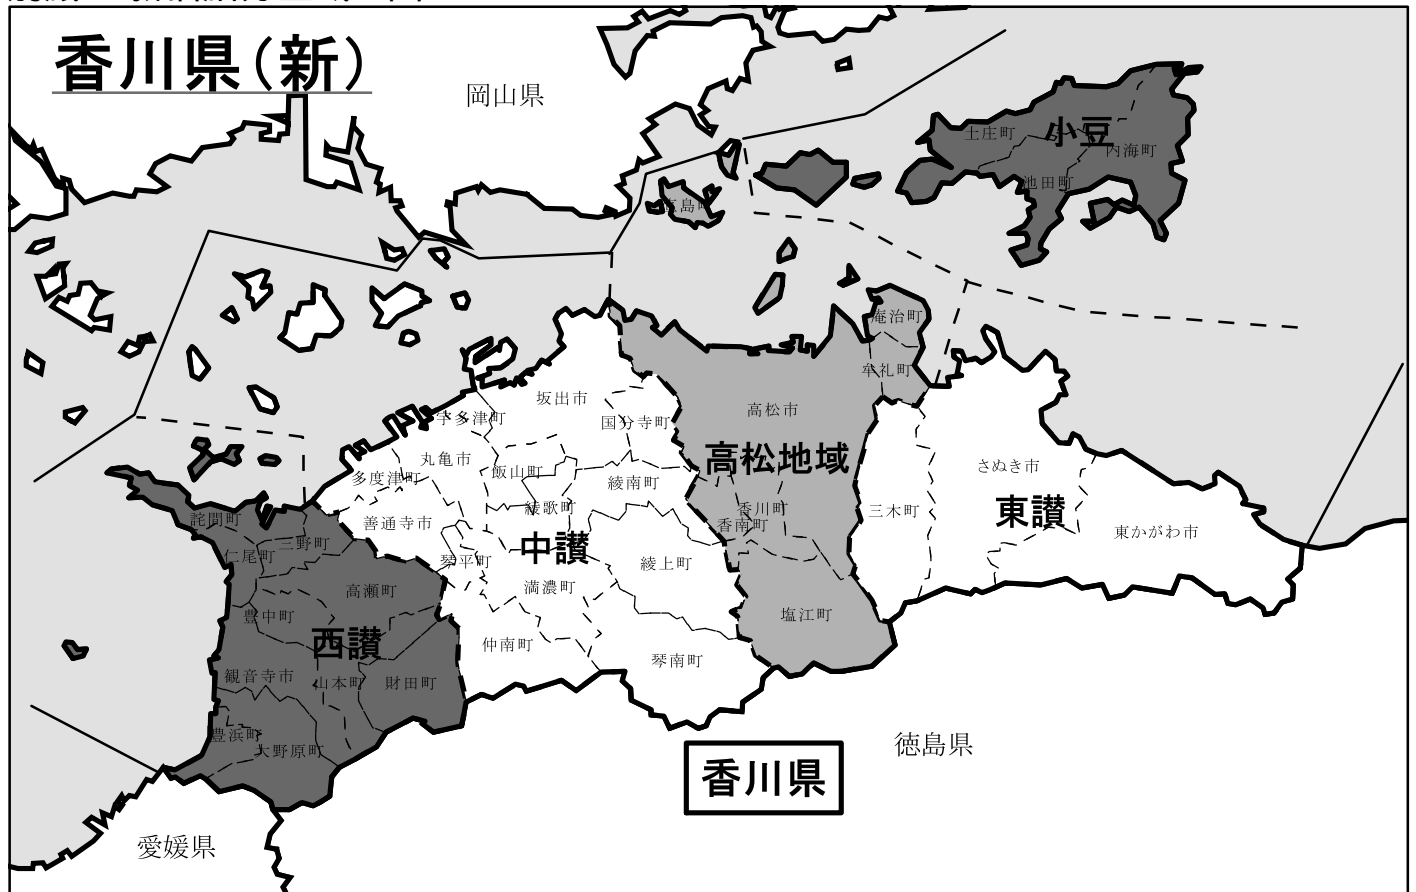 香川県(新)
岡山県
土庄町
小豆
内海町
池田町
直島町
庵治町
牟礼町
坂出市
高松市
宇多津町
国分寺町
丸亀市
飯山町
高松地域
さぬき市
多度津町
綾南町
綾歌町
香川町
三木町
東讃
詫間町
善通寺市
香南町
東かがわ市
三野町
仁尾町
中讃
琴平町
綾上町
高瀬町
満濃町
豊中町
塩江町
西讃
仲南町
琴南町
観音寺市
山本町
財田町
豊浜町
大野原町
徳島県
香川県
愛媛県